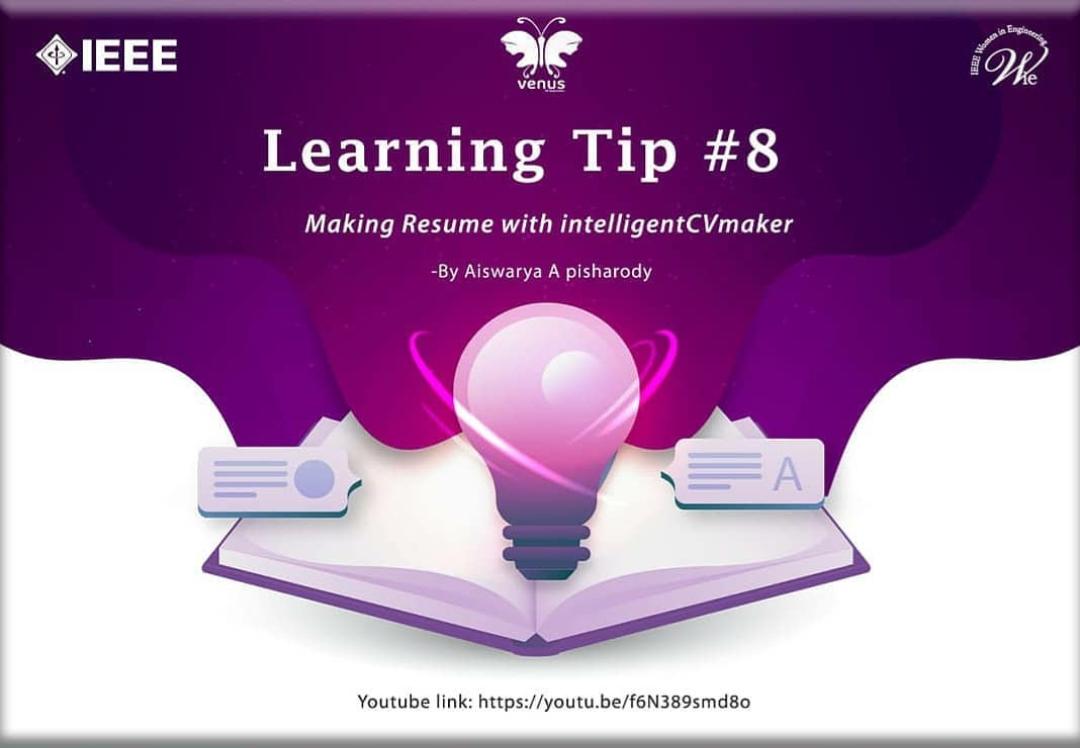 IEEE
venus
IEEE Women in Engineering
Wie
Learning Tip #8
Making Resume with intelligentCVmaker
-By Aiswarya A pisharody
A
Youtube link: https://youtu.be/f6N389smd8o